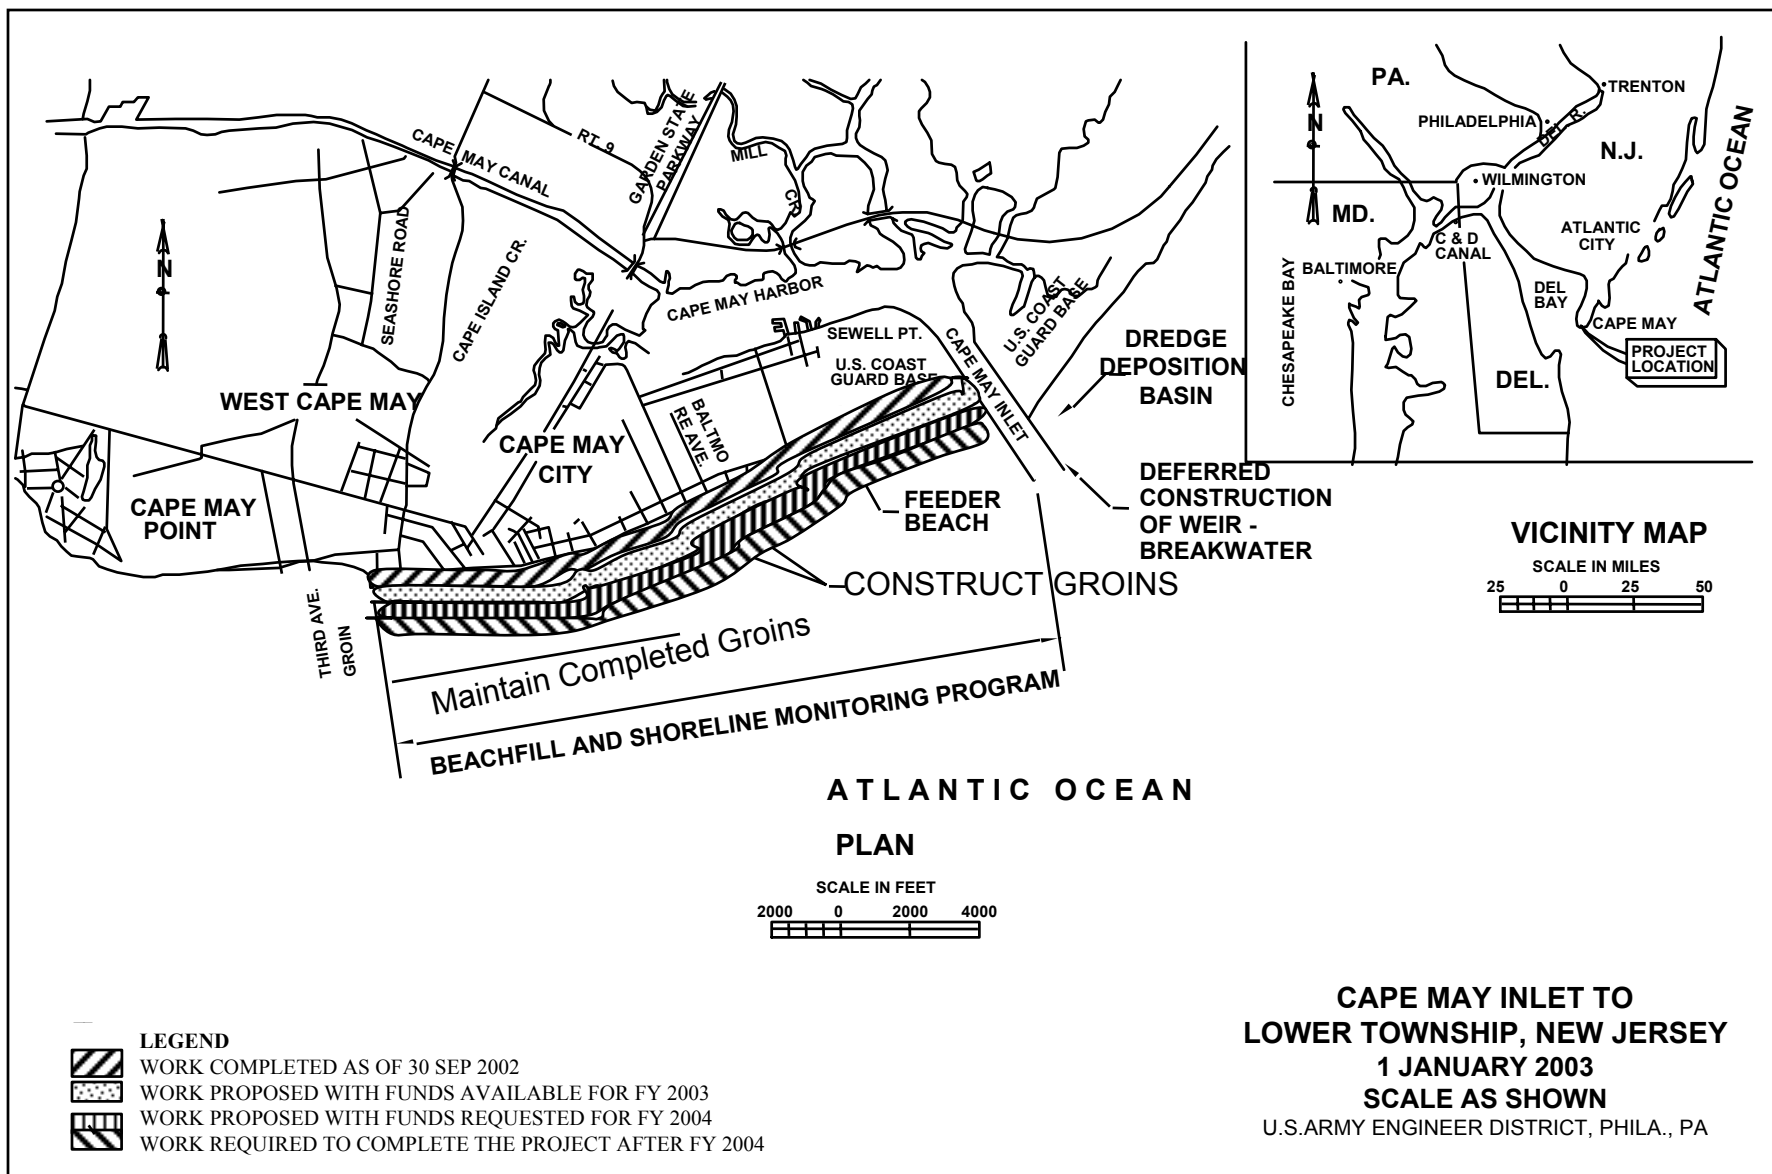 CAPE MAY CANAL
RT. 9
GARDEN STATE
PARKWAY
MILL
CR.
N
SEASHORE ROAD
CAPE ISLAND CR.
CAPE MAY HARBOR
SEWELL PT.
U.S. COAST
GUARD BASE
CAPE MAY INLET
U.S. COAST
GUARD BASE
DREDGE
DEPOSITION
BASIN
WEST CAPE MAY
CAPE MAY
CITY
BALTMO
RE AVE.
CAPE MAY
POINT
FEEDER
BEACH
DEFERRED
CONSTRUCTION
OF WEIR -
BREAKWATER
CONSTRUCT GROINS
THIRD AVE.
GROIN
Maintain Completed Groins
BEACHFILL AND SHORELINE MONITORING PROGRAM
ATLANTIC OCEAN
PLAN
SCALE IN FEET
2000 0 2000 4000
PA.
TRENTON
PHILADELPHIA
DEL R.
N
N.J.
WILMINGTON
MD.
ATLANTIC OCEAN
ATLANTIC
CITY
C & D
CANAL
BALTIMORE
DEL
BAY
CHESAPEAKE BAY
CAPE MAY
PROJECT
LOCATION
DEL.
VICINITY MAP
SCALE IN MILES
25 0 25 50
LEGEND
WORK COMPLETED AS OF 30 SEP 2002
WORK PROPOSED WITH FUNDS AVAILABLE FOR FY 2003
WORK PROPOSED WITH FUNDS REQUESTED FOR FY 2004
WORK REQUIRED TO COMPLETE THE PROJECT AFTER FY 2004
CAPE MAY INLET TO
LOWER TOWNSHIP, NEW JERSEY
1 JANUARY 2003
SCALE AS SHOWN
U.S.ARMY ENGINEER DISTRICT, PHILA., PA